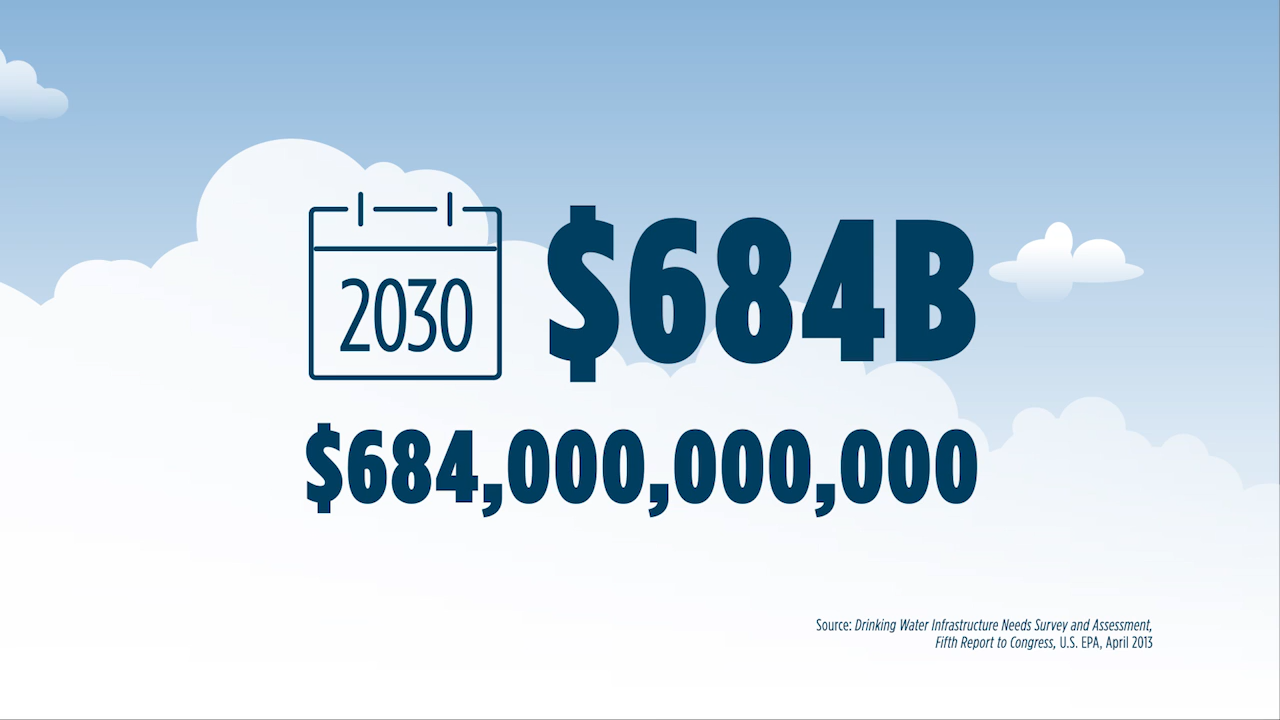 2030
$684B
$684,000,000,000
Source: Drinking Water Infrastructure Needs Survey and Assessment,
Fifth Report to Congress, U.S. EPA, April 2013